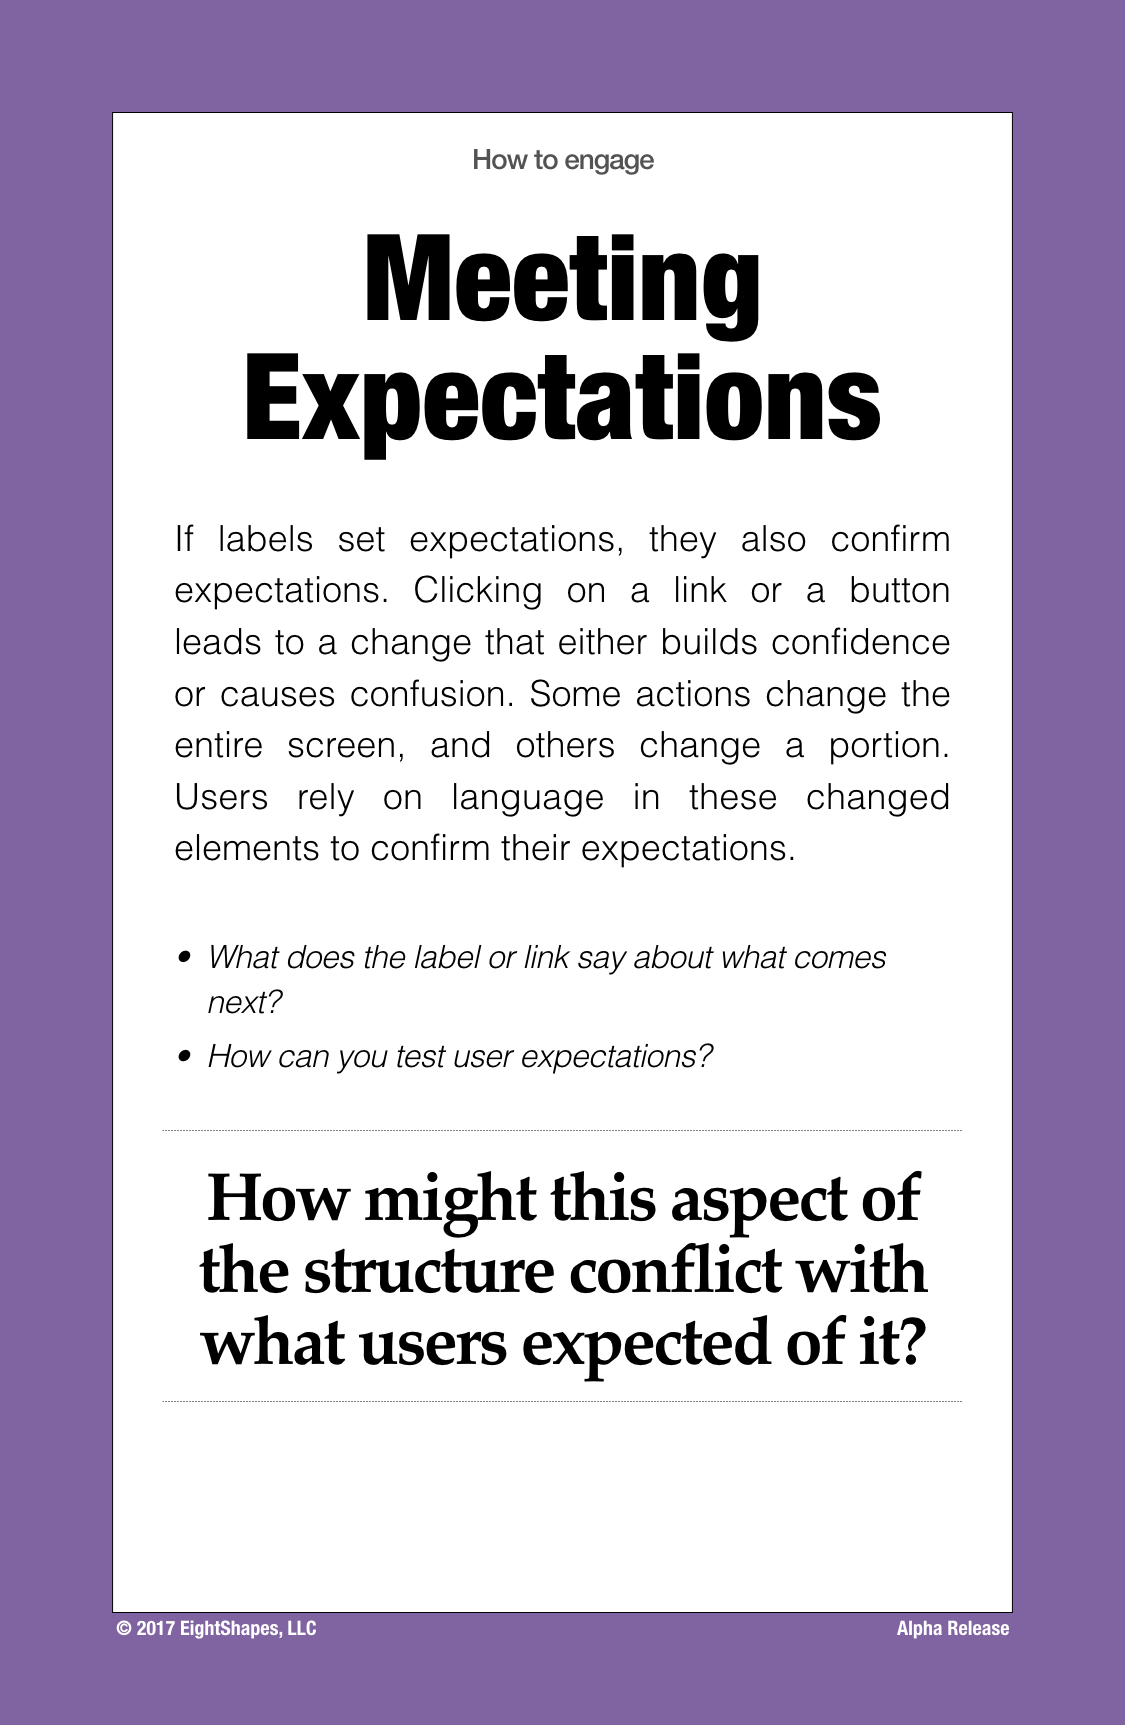 How to engage
Meeting
Expectations
If labels set expectations, they also confirm
expectations. Clicking on a link or a button
leads to a change that either builds confidence
or causes confusion. Some actions change the
entire screen, and others change a portion.
Users rely on language in these changed
elements to confirm their expectations.
• What does the label or link say about what comes
next?
• How can you test user expectations?
How might this aspect of
the structure conflict with
what users expected of it?
© 2017 EightShapes, LLC
Alpha Release